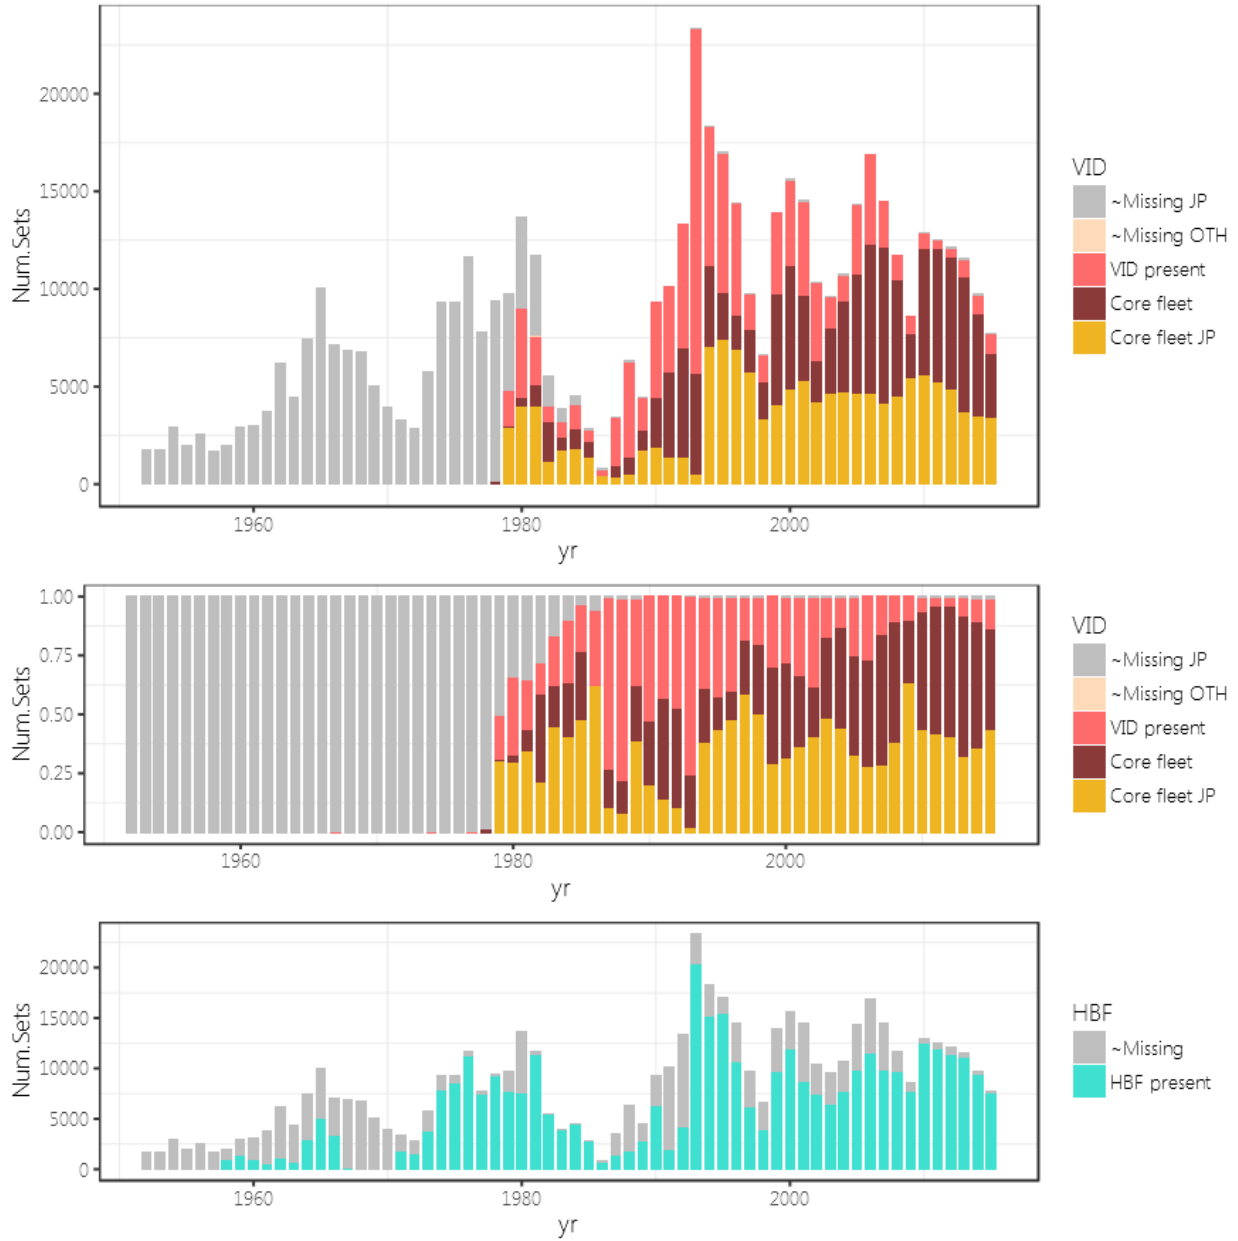 Num.Sets
20000
15000
10000
5000
0
1960
1980
2000
yr
VID
~Missing JP
~Missing OTH
VID present
Core fleet
Core fleet JP
Num.Sets
1.00
0.75
0.50
0.25
0.00
1960
1980
2000
yr
VID
~Missing JP
~Missing OTH
VID present
Core fleet
Core fleet JP
Num.Sets
20000
15000
10000
5000
0
1960
1980
2000
yr
HBF
~Missing
HBF present